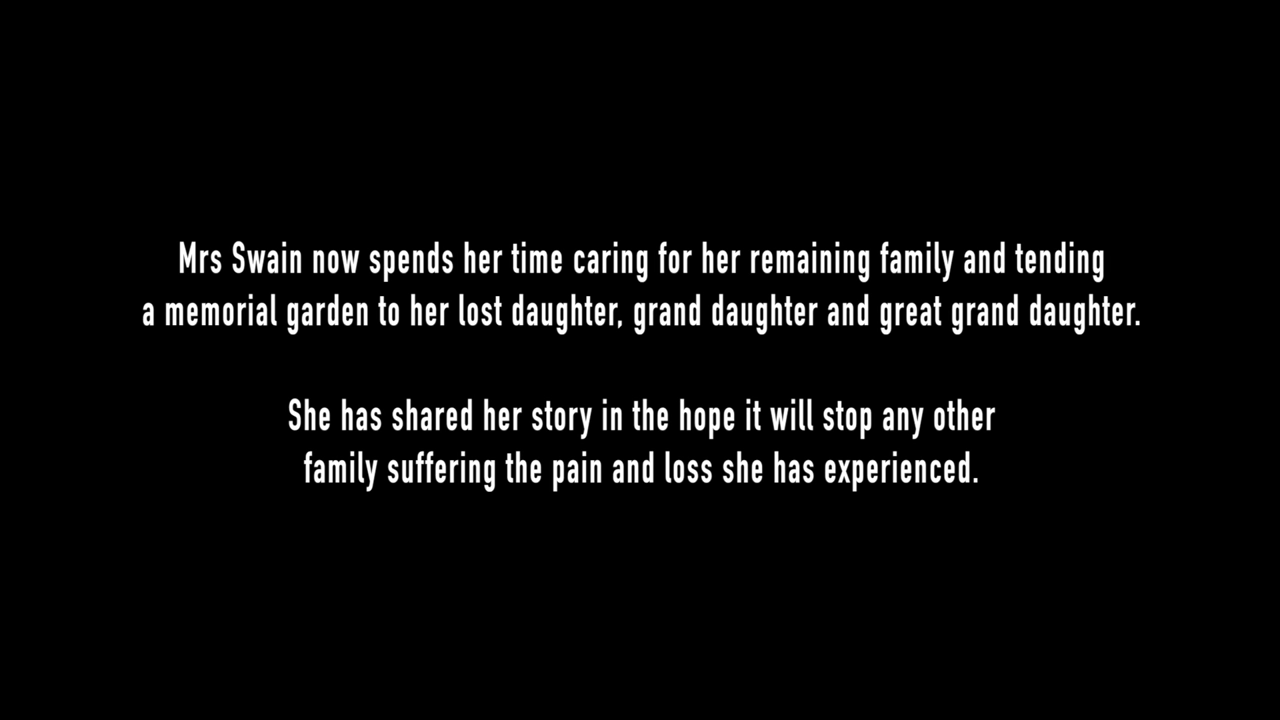 Mrs Swain now spends her time caring for her remaining family and tending
a memorial garden to her lost daughter, grand daughter and great grand daughter.
She has shared her story in the hope it will stop any other
family suffering the pain and loss she has experienced.